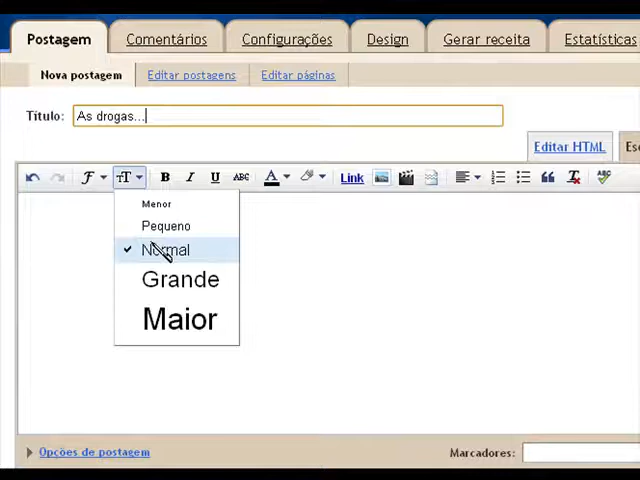 Postagem Comentários Configurações Design Gerar receita Estatísticas
Nova postagem Editar postagens Editar páginas
Título: As drogas...
Editar HTML
B I U ABC A Link
Menor
Pequeno
Normal
Grande
Maior
Opções de postagem Marcadores: